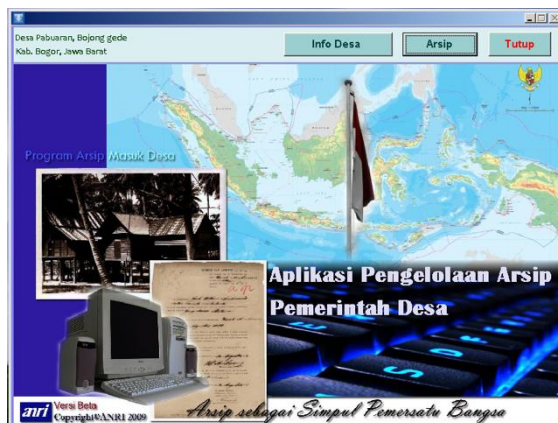 Desa Pabuaran, Bojong gede
Kab. Bogor, Jawa Barat
Info Desa
Arsip
Tutup
Program Arsip Masuk Desa
Aplikasi Pengelolaan Arsip
Pemerintah Desa
anri
Versi Beta
Copyright©ANRI 2009
Arsip sebagai Simpul Pemersatu Bangsa